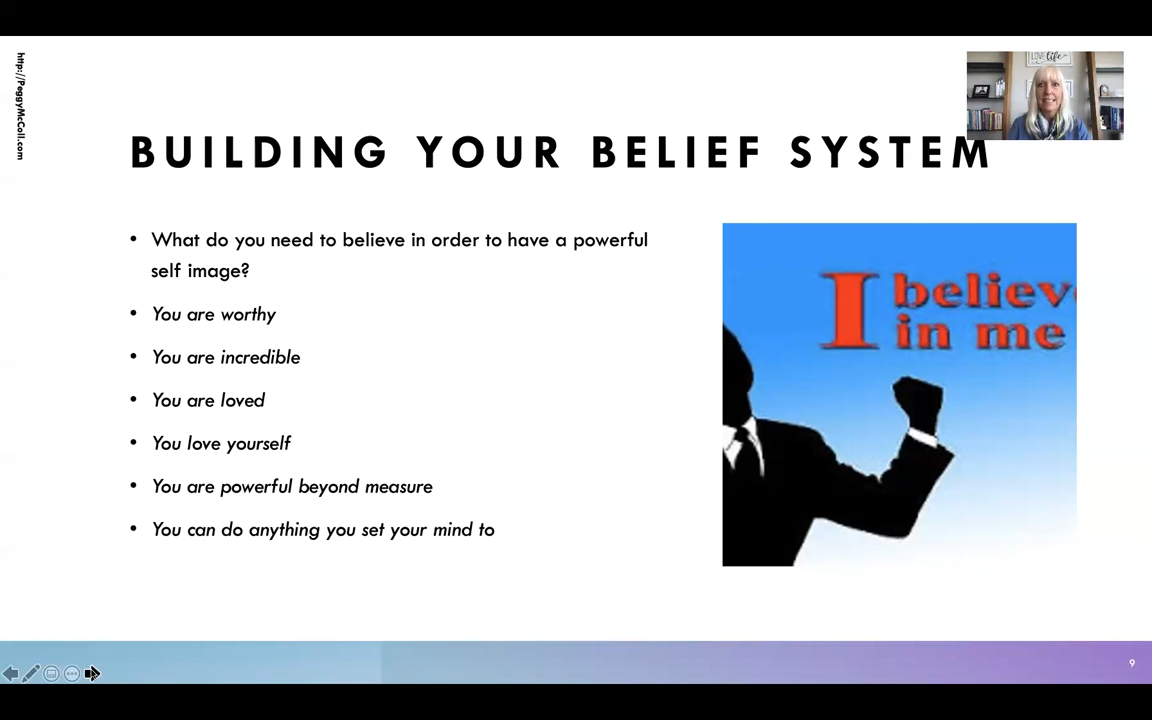 http://PeggyMcColl.com
BUILDING YOUR BELIEF SYSTEM
• What do you need to believe in order to have a powerful
self image?
• You are worthy
• You are incredible
• You are loved
• You love yourself
• You are powerful beyond measure
• You can do anything you set your mind to
I believe
in me
life
9